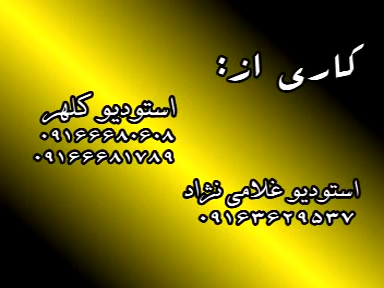 کاری از:
استودیو کلهر
۰۹۱۶۶۶۸۰۶۰۸
۰۹۱۶۶۶۸۱۷۸۹
استودیو غلامی نژاد
۰۹۱۶۳۶۲۹۵۳۷